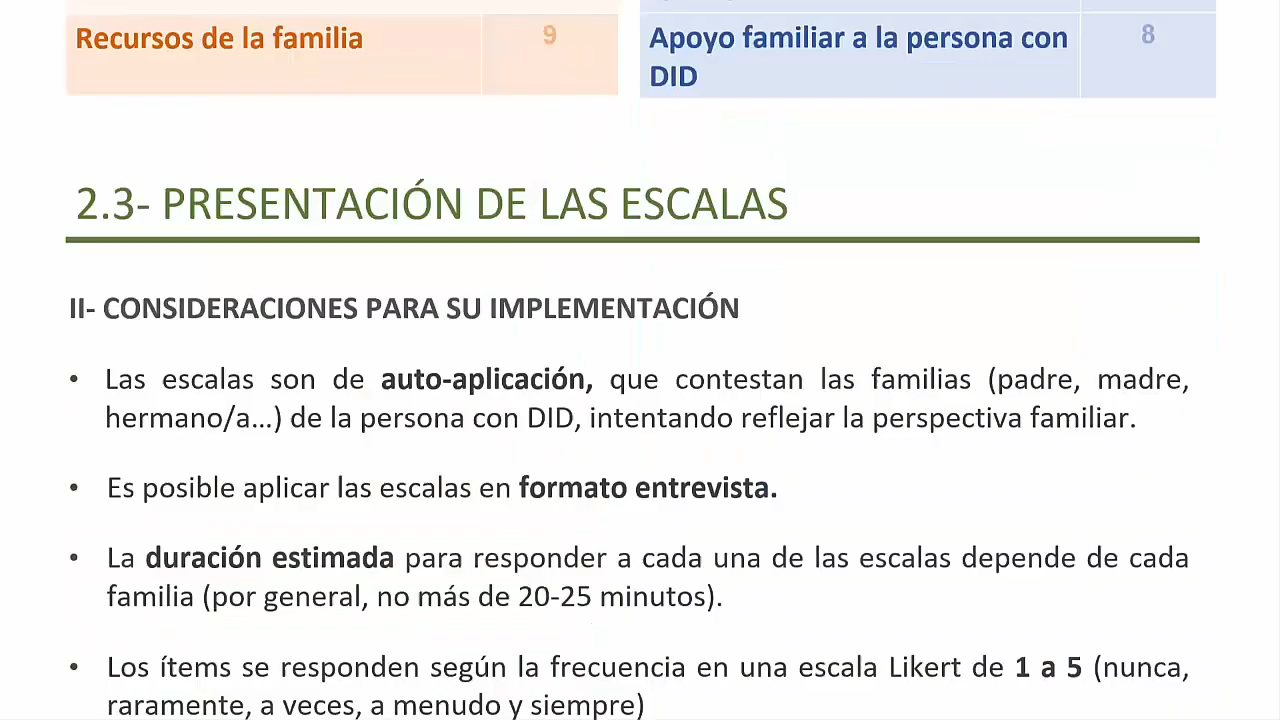 Recursos de la familia 9
Apoyo familiar a la persona con 8
DID
2.3- PRESENTACIÓN DE LAS ESCALAS
II- CONSIDERACIONES PARA SU IMPLEMENTACIÓN
• Las escalas son de auto-aplicación, que contestan las familias (padre, madre,
hermano/a...) de la persona con DID, intentando reflejar la perspectiva familiar.
• Es posible aplicar las escalas en formato entrevista.
• La duración estimada para responder a cada una de las escalas depende de cada
familia (por general, no más de 20-25 minutos).
• Los ítems se responden según la frecuencia en una escala Likert de 1 a 5 (nunca,
raramente, a veces, a menudo y siempre)